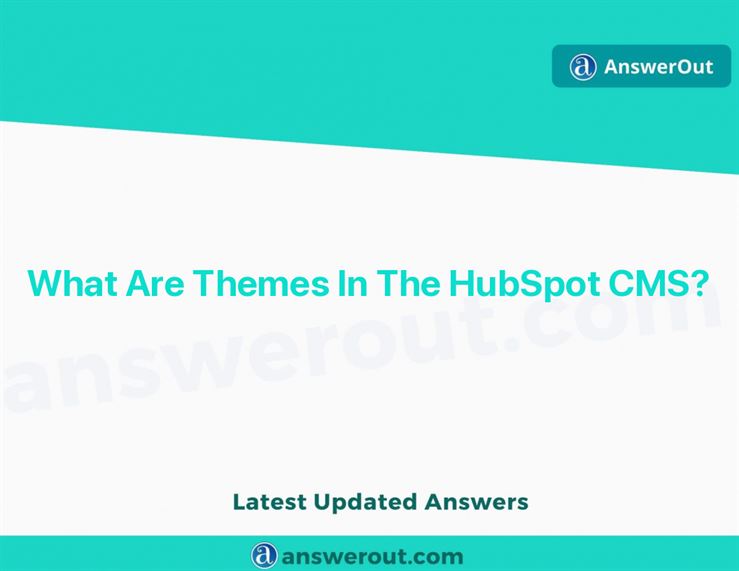 AnswerOut
What Are Themes In The HubSpot CMS?
answerout.com
Latest Updated Answers
answerout.com